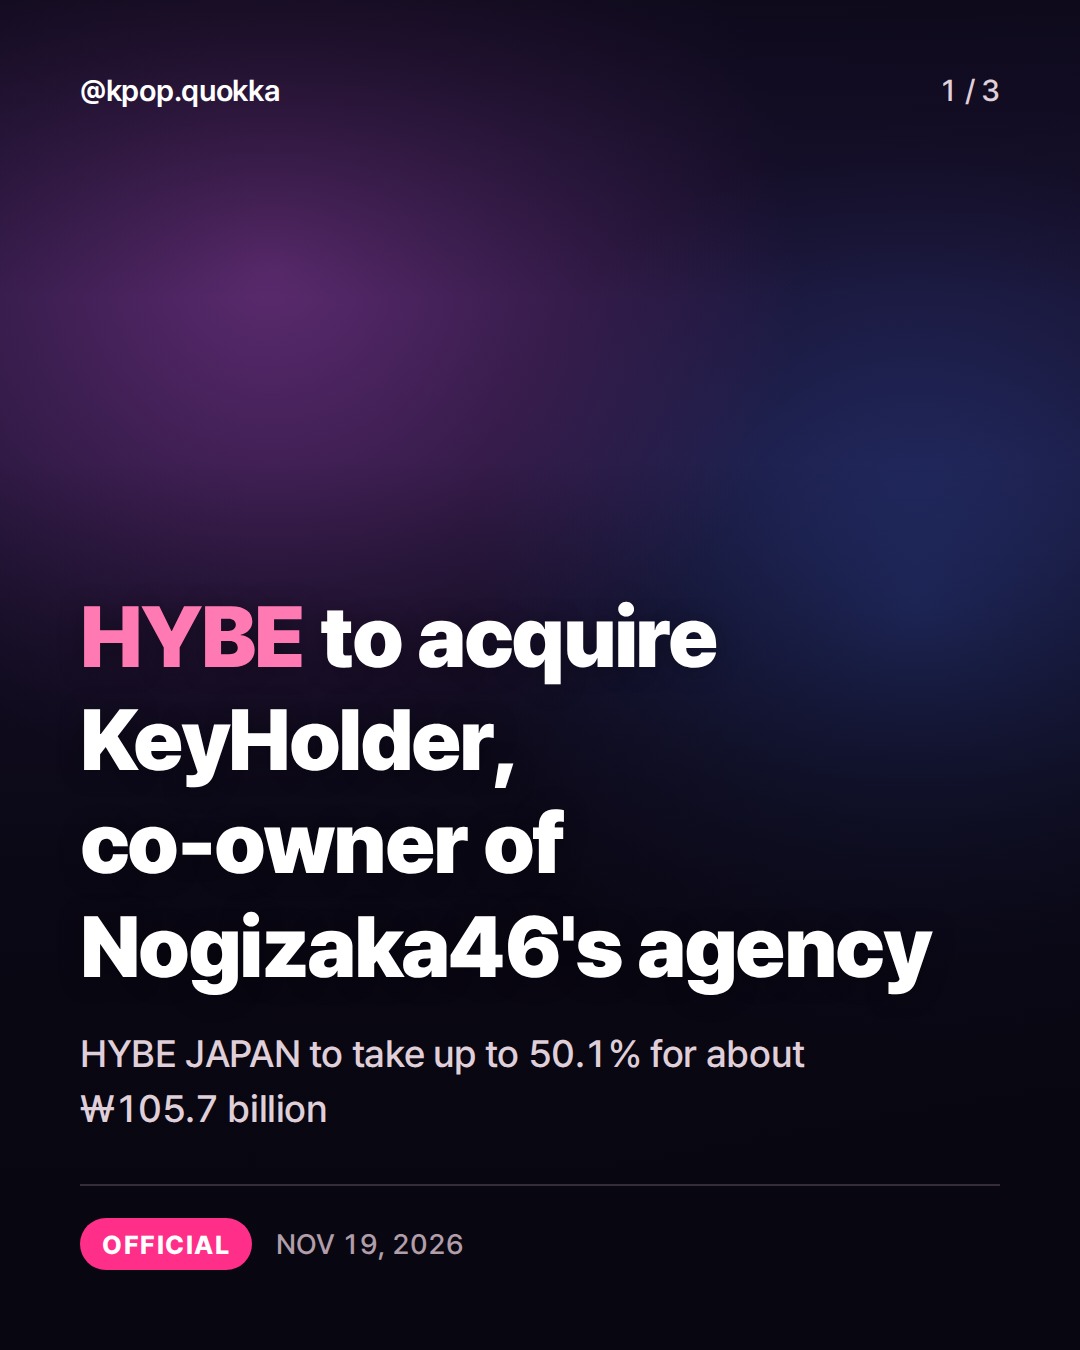 @kpop.quokka
1 / 3
HYBE to acquire
KeyHolder,
co-owner of
Nogizaka46's agency
HYBE JAPAN to take up to 50.1% for about
₩105.7 billion
OFFICIAL
NOV 19, 2026